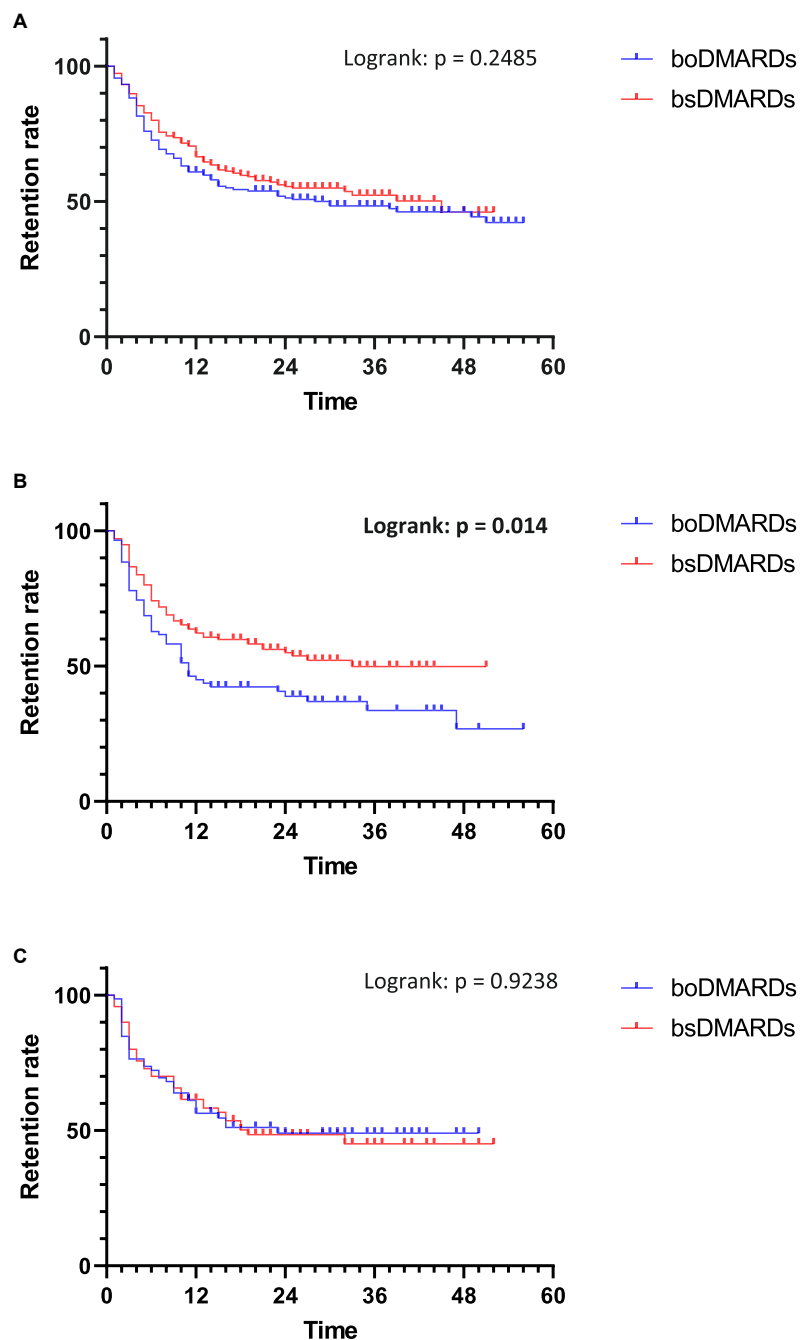 A
Logrank: p = 0.2485
boDMARDs
bsDMARDs
Retention rate
100
50
0
0 12 24 36 48 60
Time
B
Logrank: p = 0.014
boDMARDs
bsDMARDs
Retention rate
100
50
0
0 12 24 36 48 60
Time
C
Logrank: p = 0.9238
boDMARDs
bsDMARDs
Retention rate
100
50
0
0 12 24 36 48 60
Time